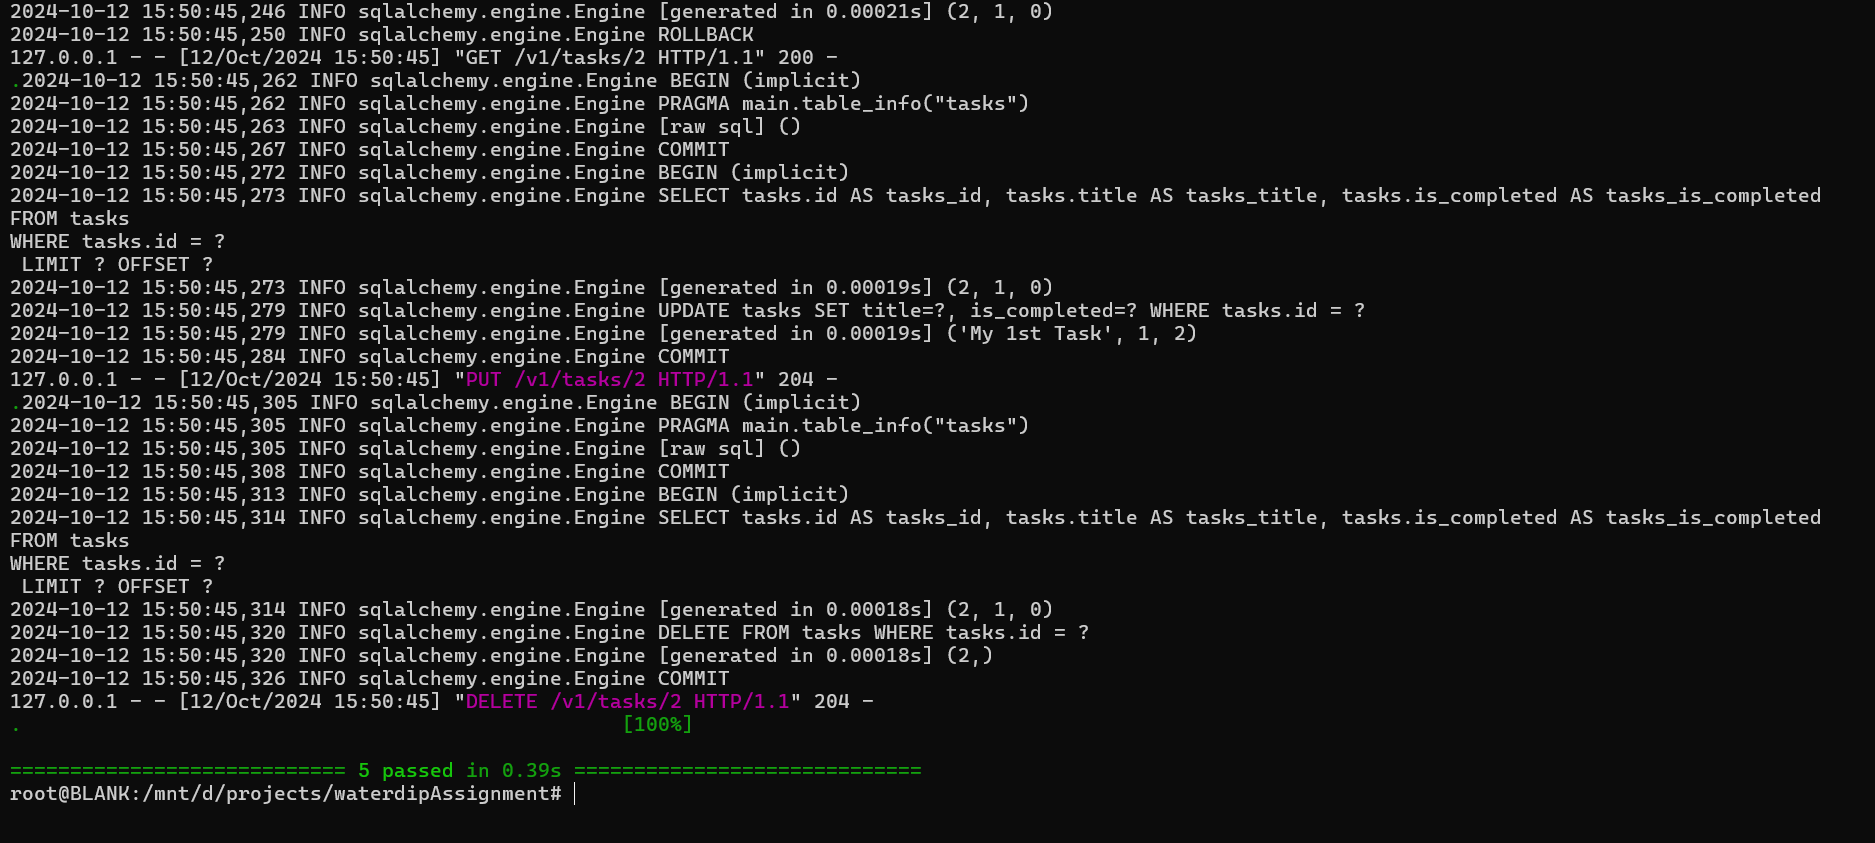 2024-10-12 15:50:45,246 INFO sqlalchemy.engine.Engine [generated in 0.00021s] (2, 1, 0)
2024-10-12 15:50:45,250 INFO sqlalchemy.engine.Engine ROLLBACK
127.0.0.1 - - [12/Oct/2024 15:50:45] "GET /v1/tasks/2 HTTP/1.1" 200 -
.2024-10-12 15:50:45,262 INFO sqlalchemy.engine.Engine BEGIN (implicit)
2024-10-12 15:50:45,262 INFO sqlalchemy.engine.Engine PRAGMA main.table_info("tasks")
2024-10-12 15:50:45,263 INFO sqlalchemy.engine.Engine [raw sql] ()
2024-10-12 15:50:45,267 INFO sqlalchemy.engine.Engine COMMIT
2024-10-12 15:50:45,272 INFO sqlalchemy.engine.Engine BEGIN (implicit)
2024-10-12 15:50:45,273 INFO sqlalchemy.engine.Engine SELECT tasks.id AS tasks_id, tasks.title AS tasks_title, tasks.is_completed AS tasks_is_completed
FROM tasks
WHERE tasks.id = ?
 LIMIT ? OFFSET ?
2024-10-12 15:50:45,273 INFO sqlalchemy.engine.Engine [generated in 0.00019s] (2, 1, 0)
2024-10-12 15:50:45,279 INFO sqlalchemy.engine.Engine UPDATE tasks SET title=?, is_completed=? WHERE tasks.id = ?
2024-10-12 15:50:45,279 INFO sqlalchemy.engine.Engine [generated in 0.00019s] ('My 1st Task', 1, 2)
2024-10-12 15:50:45,284 INFO sqlalchemy.engine.Engine COMMIT
127.0.0.1 - - [12/Oct/2024 15:50:45] "PUT /v1/tasks/2 HTTP/1.1" 204 -
.2024-10-12 15:50:45,305 INFO sqlalchemy.engine.Engine BEGIN (implicit)
2024-10-12 15:50:45,305 INFO sqlalchemy.engine.Engine PRAGMA main.table_info("tasks")
2024-10-12 15:50:45,305 INFO sqlalchemy.engine.Engine [raw sql] ()
2024-10-12 15:50:45,308 INFO sqlalchemy.engine.Engine COMMIT
2024-10-12 15:50:45,313 INFO sqlalchemy.engine.Engine BEGIN (implicit)
2024-10-12 15:50:45,314 INFO sqlalchemy.engine.Engine SELECT tasks.id AS tasks_id, tasks.title AS tasks_title, tasks.is_completed AS tasks_is_completed
FROM tasks
WHERE tasks.id = ?
 LIMIT ? OFFSET ?
2024-10-12 15:50:45,314 INFO sqlalchemy.engine.Engine [generated in 0.00018s] (2, 1, 0)
2024-10-12 15:50:45,320 INFO sqlalchemy.engine.Engine DELETE FROM tasks WHERE tasks.id = ?
2024-10-12 15:50:45,320 INFO sqlalchemy.engine.Engine [generated in 0.00018s] (2,)
2024-10-12 15:50:45,326 INFO sqlalchemy.engine.Engine COMMIT
127.0.0.1 - - [12/Oct/2024 15:50:45] "DELETE /v1/tasks/2 HTTP/1.1" 204 -
. [100%]
============================ 5 passed in 0.39s =============================
root@BLANK:/mnt/d/projects/waterdipAssignment#